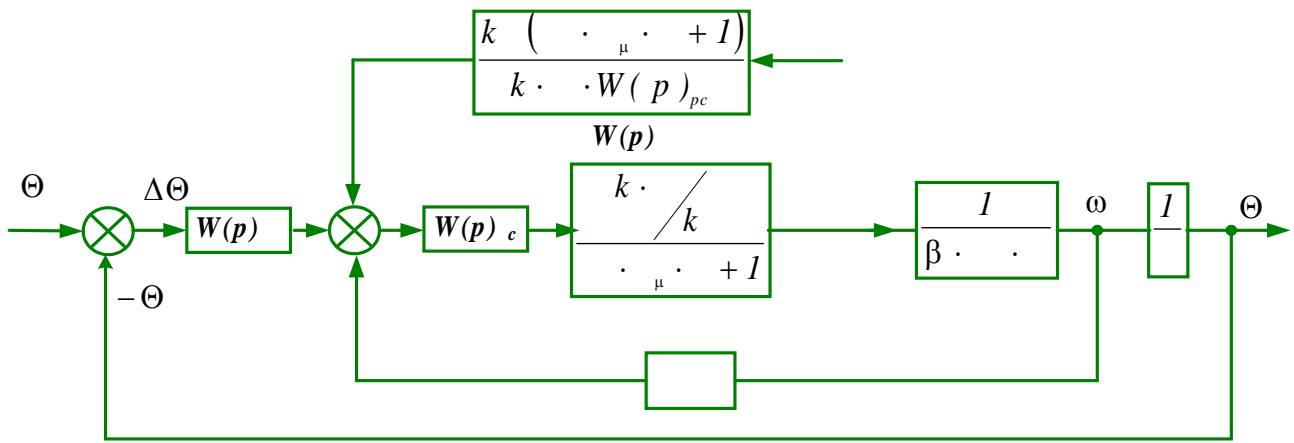 k ( · μ · + 1)
k · · W( p )pc
W(p)
Θ
ΔΘ
W(p)
W(p) c
k · / k
· μ · + 1
1
β · ·
ω
1
Θ
– Θ